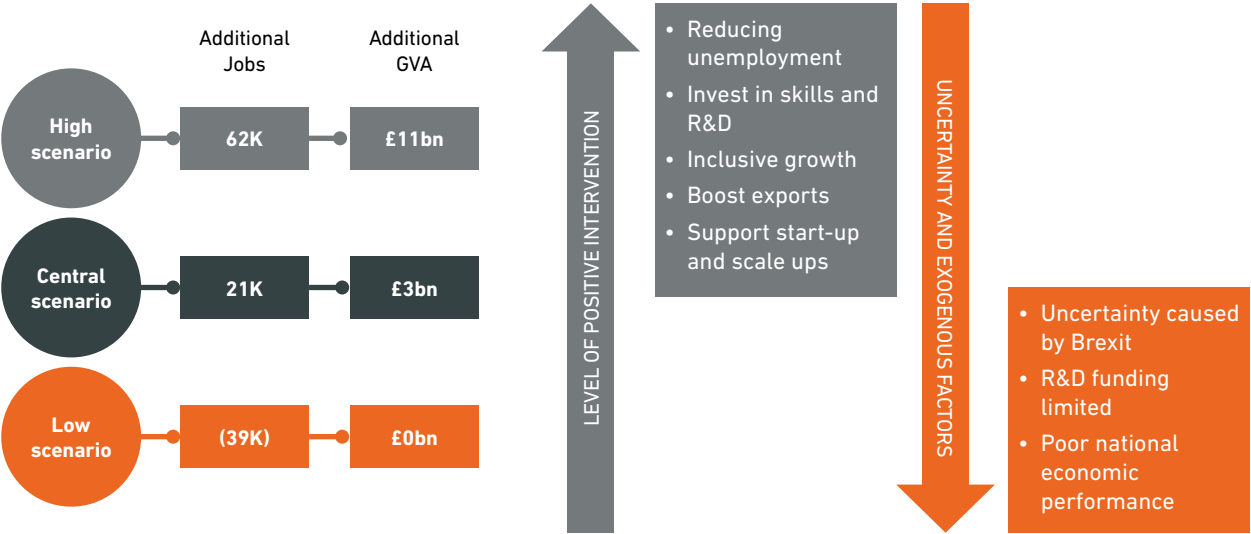 Additional
Jobs
Additional
GVA
High
scenario
62K
£11bn
Central
scenario
21K
£3bn
Low
scenario
(39K)
£0bn
LEVEL OF POSITIVE INTERVENTION
• Reducing
unemployment
• Invest in skills and
R&D
• Inclusive growth
• Boost exports
• Support start-up
and scale ups
UNCERTAINTY AND EXOGENOUS FACTORS
• Uncertainty caused
by Brexit
• R&D funding
limited
• Poor national
economic
performance